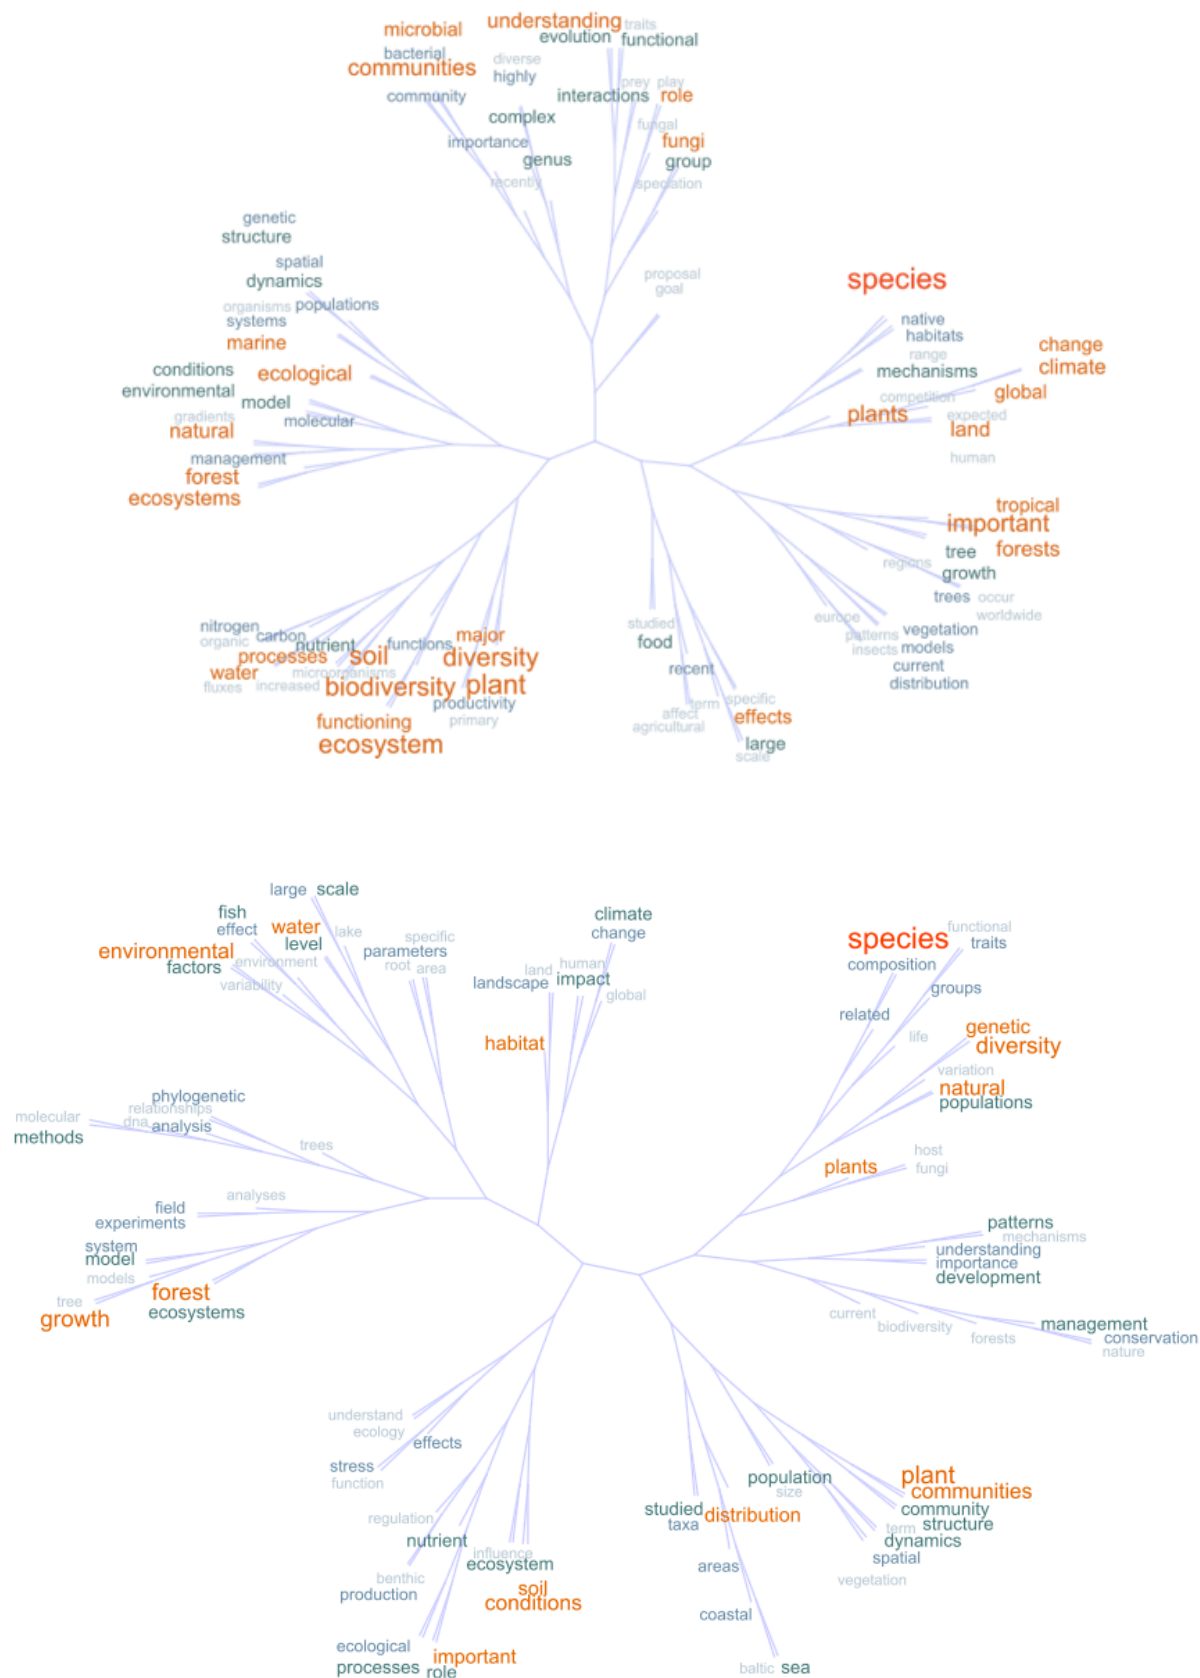 understanding
traits
microbial
evolution
functional
bacterial
diverse
communities
highly
prey play
community
interactions
role
complex
fungal
importance
fungi
genus
group
recently
speciation
genetic
structure
spatial
proposal
dynamics
goal
species
organisms
populations
systems
native
habitats
marine
change
range
conditions
ecological
mechanisms
climate
environmental
global
model
competition
gradients
molecular
plants
expected
natural
land
management
human
forest
ecosystems
tropical
important
forests
tree
regions
growth
trees
occur
europe
worldwide
nitrogen
studied
vegetation
organic
carbon
nutrient
functions
major
food
patterns
models
processes
soil
diversity
insects
current
water
microorganisms
recent
distribution
fluxes
increased
biodiversity
plant
productivity
term
specific
functioning
primary
affect
effects
agricultural
ecosystem
large
scale
large
scale
fish
climate
functional
effect
water
lake
change
species
traits
environmental
level
specific
parameters
composition
factors
environment
root
area
land
human
variability
landscape
impact
global
groups
related
genetic
habitat
life
diversity
variation
natural
phylogenetic
populations
molecular
relationships
dna
analysis
methods
trees
host
plants
fungi
analyses
field
experiments
patterns
mechanisms
system
understanding
model
importance
models
development
forest
tree
ecosystems
current
growth
biodiversity
management
forests
conservation
nature
understand
ecology
effects
stress
population
plant
function
size
communities
studied
distribution
community
regulation
taxa
term
structure
nutrient
dynamics
influence
spatial
ecosystem
areas
benthic
vegetation
production
soil
conditions
coastal
ecological
important
processes
role
baltic
sea